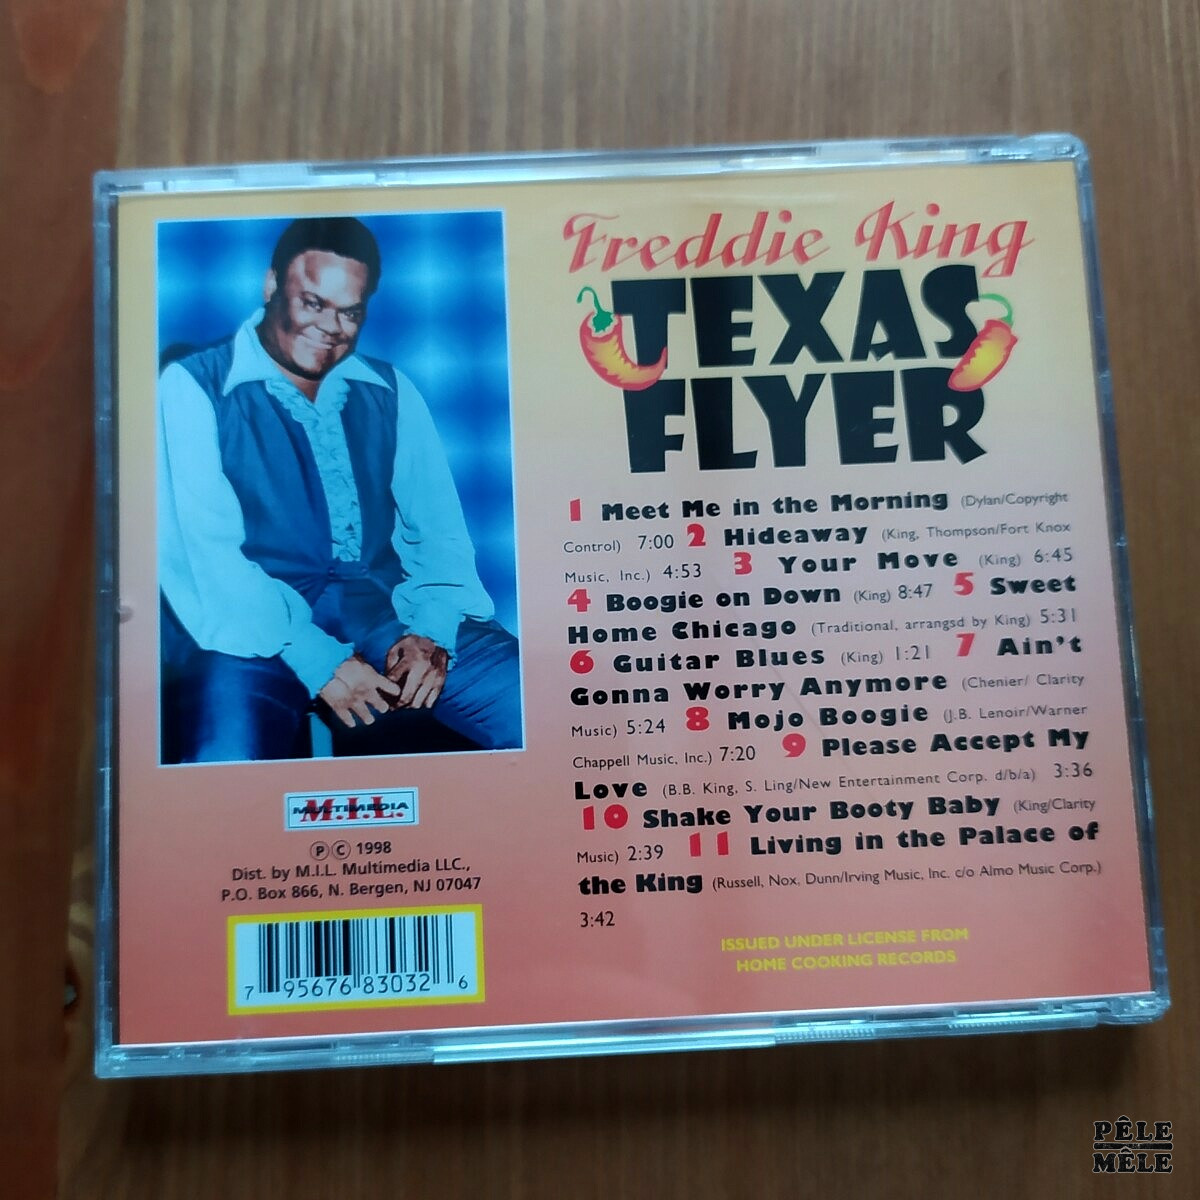 Freddie King
TEXAS
FLYER
1 Meet Me in the Morning (Dylan/Copyright
Control) 7:00 2 Hideaway (King, Thompson/Fort Knox
Music, Inc.) 4:53 3 Your Move (King) 6:45
4 Boogie on Down (King) 8:47 5 Sweet
Home Chicago (Traditional, arrangsd by King) 5:31
6 Guitar Blues (King) 1:21 7 Ain't
Gonna Worry Anymore (Chenier/ Clarity
Music) 5:24 8 Mojo Boogie (J.B. Lenoir/Warner
Chappell Music, Inc.) 7:20 9 Please Accept My
Love (B.B. King, S. Ling/New Entertainment Corp. d/b/a) 3:36
10 Shake Your Booty Baby (King/Clarity
Music) 2:39 11 Living in the Palace of
the King (Russell, Nox, Dunn/Irving Music, Inc. c/o Almo Music Corp.)
3:42
ISSUED UNDER LICENSE FROM
HOME COOKING RECORDS
MULTIMEDIA
M.I.L.
Ⓟ © 1998
Dist. by M.I.L. Multimedia LLC.,
P.O. Box 866, N. Bergen, NJ 07047
7 95676 83032 6
PÊLE
MÊLE